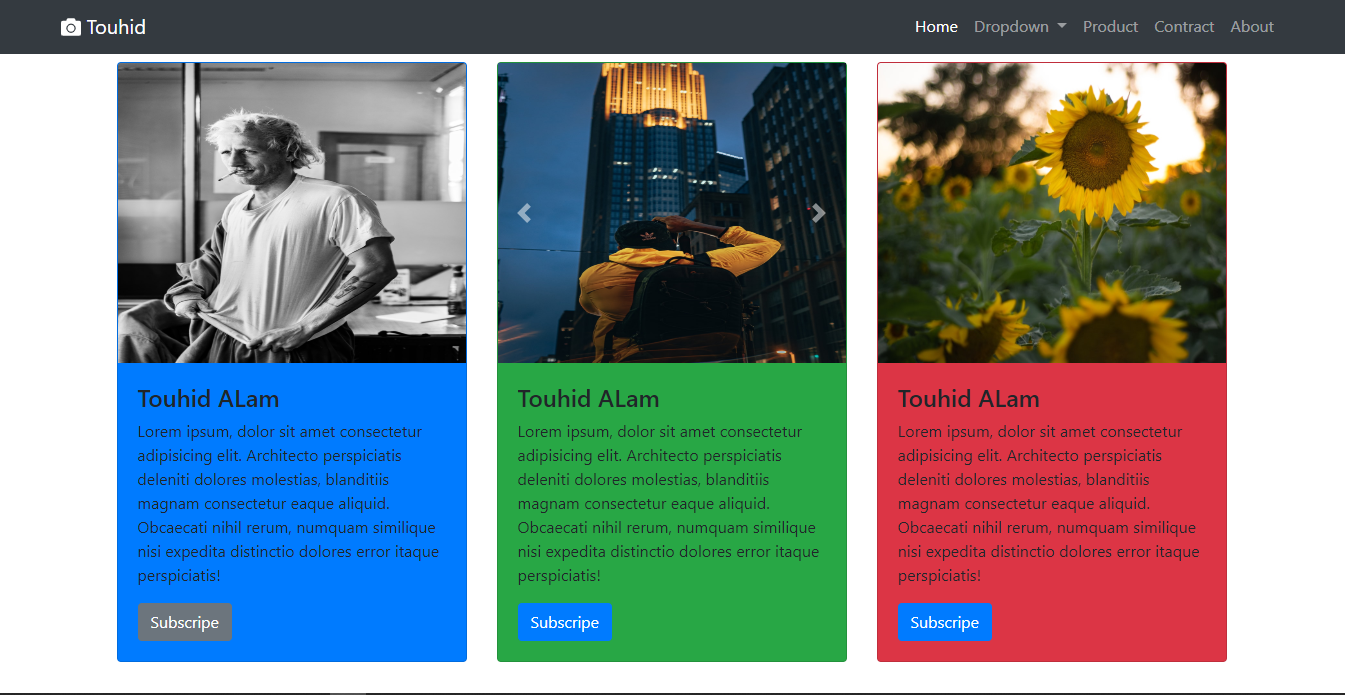 Touhid
Home Dropdown Product Contract About
Touhid ALam
Lorem ipsum, dolor sit amet consectetur
adipisicing elit. Architecto perspiciatis
deleniti dolores molestias, blanditiis
magnam consectetur eaque aliquid.
Obcaecati nihil rerum, numquam similique
nisi expedita distinctio dolores error itaque
perspiciatis!
Subscripe
Touhid ALam
Lorem ipsum, dolor sit amet consectetur
adipisicing elit. Architecto perspiciatis
deleniti dolores molestias, blanditiis
magnam consectetur eaque aliquid.
Obcaecati nihil rerum, numquam similique
nisi expedita distinctio dolores error itaque
perspiciatis!
Subscripe
Touhid ALam
Lorem ipsum, dolor sit amet consectetur
adipisicing elit. Architecto perspiciatis
deleniti dolores molestias, blanditiis
magnam consectetur eaque aliquid.
Obcaecati nihil rerum, numquam similique
nisi expedita distinctio dolores error itaque
perspiciatis!
Subscripe